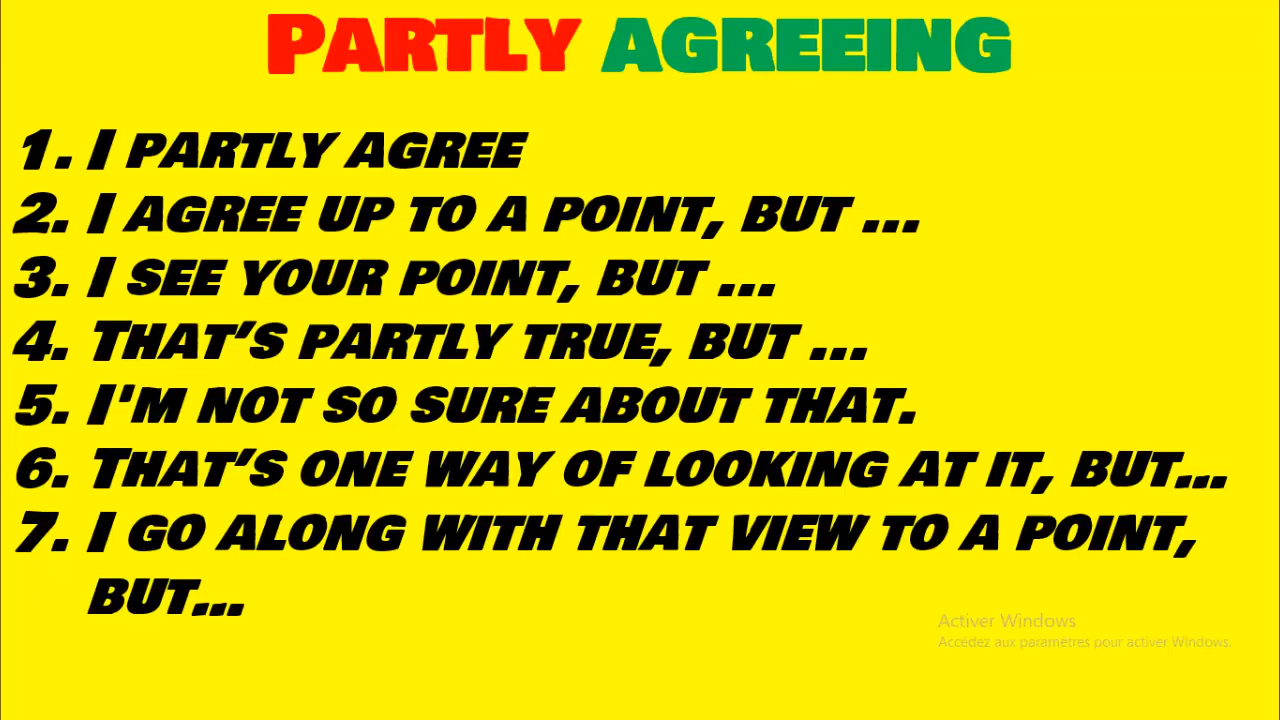 Partly agreeing
1. I partly agree
2. I agree up to a point, but ...
3. I see your point, but ...
4. That’s partly true, but ...
5. I'm not so sure about that.
6. That’s one way of looking at it, but...
7. I go along with that view to a point,
but...
Activer Windows
Accédez aux paramètres pour activer Windows.